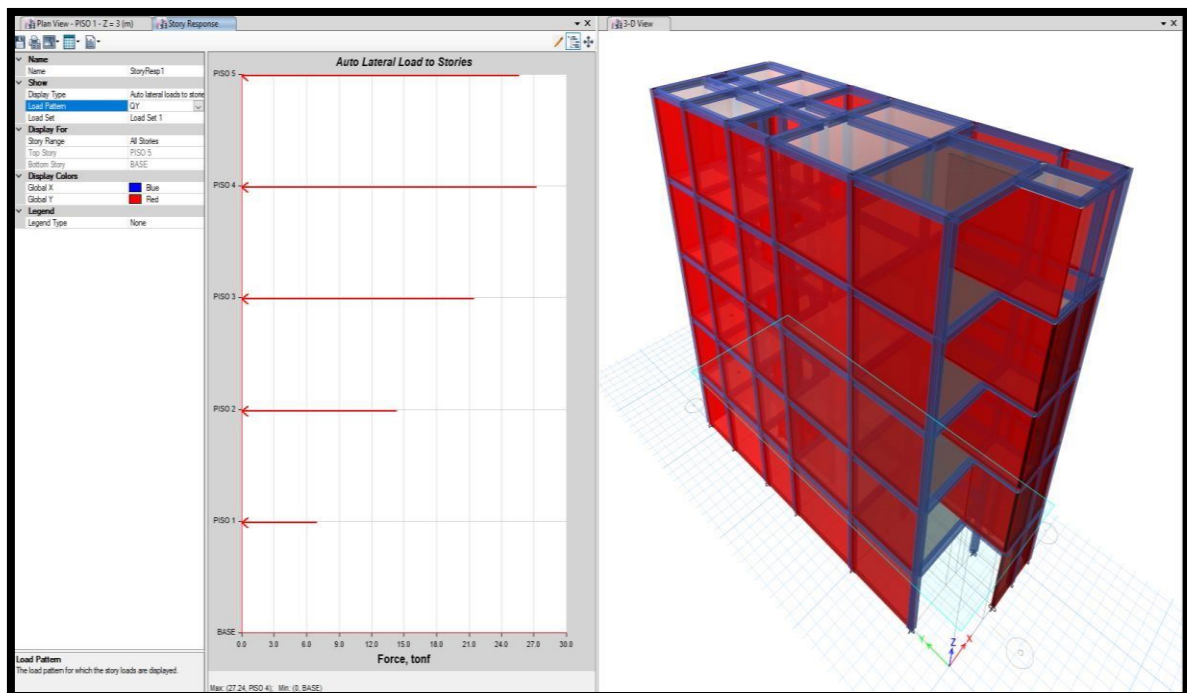 Plan View - PISO 1 - Z = 3 (m)
Story Response
3-D View
Name
Name StoryResp1
Show
Display Type Auto lateral loads to storie
Load Pattern QY
Load Set Load Set 1
Display For
Story Range All Stories
Top Story PISO 5
Bottom Story BASE
Display Colors
Global X Blue
Global Y Red
Legend
Legend Type None
Auto Lateral Load to Stories
PISO 5
PISO 4
PISO 3
PISO 2
PISO 1
BASE
0.0 3.0 6.0 9.0 12.0 15.0 18.0 21.0 24.0 27.0 30.0
Force, tonf
Load Pattern
The load pattern for which the story loads are displayed.
Max: (27.24, PISO 4); Min: (0, BASE)
Y Z X